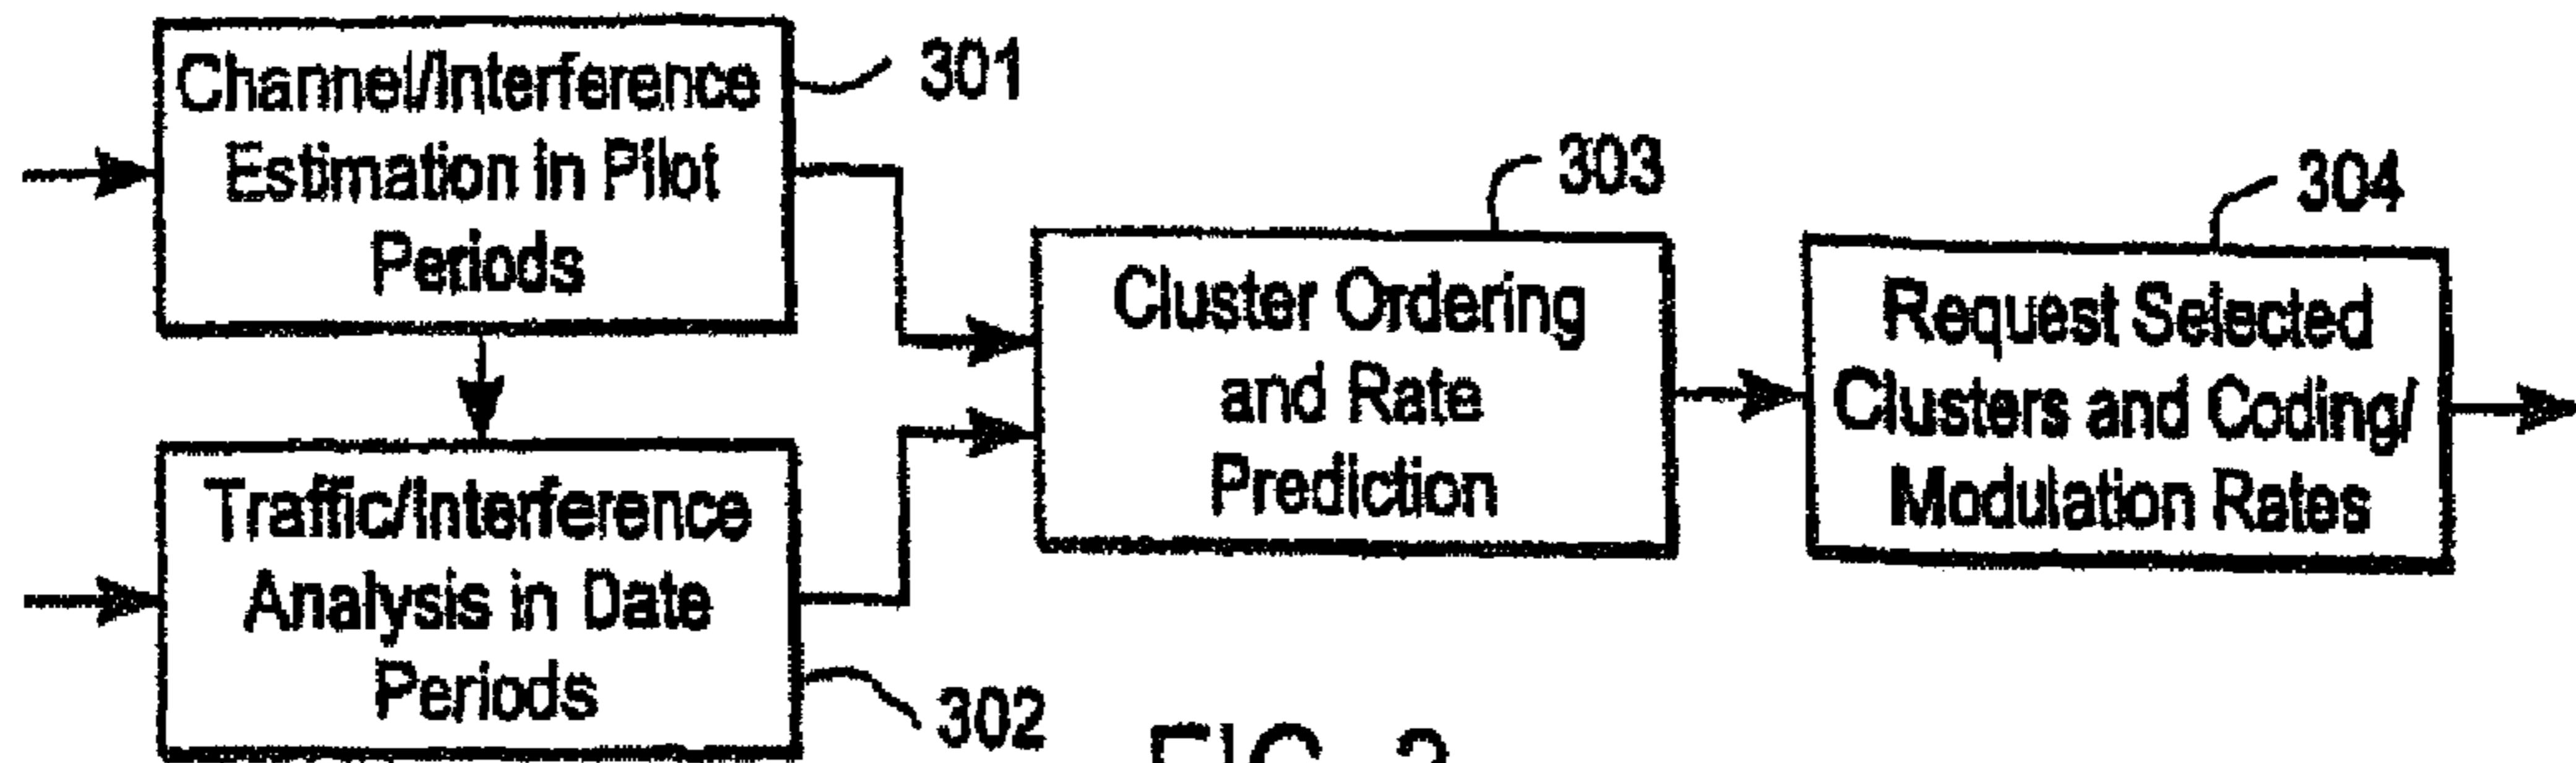 Channel/Interference
Estimation in Pilot
Periods
301
Traffic/Interference
Analysis in Date
Periods
302
Cluster Ordering
and Rate
Prediction
303
Request Selected
Clusters and Coding/
Modulation Rates
304
FIG.